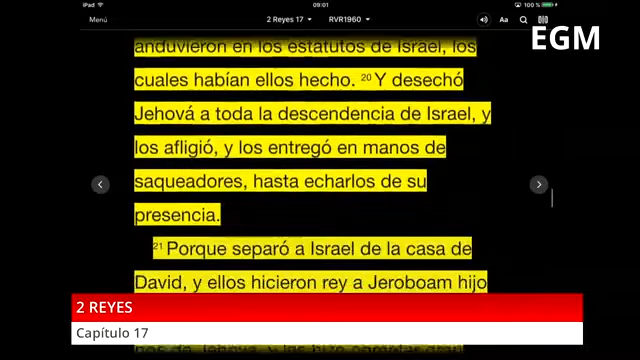 iPad
09:01
100 %
Menú
2 Reyes 17
RVR1960
Aa
EGM
anduvieron en los estatutos de Israel, los
cuales habían ellos hecho. 20 Y desechó
Jehová a toda la descendencia de Israel, y
los afligió, y los entregó en manos de
saqueadores, hasta echarlos de su
presencia.
21 Porque separó a Israel de la casa de
David, y ellos hicieron rey a Jeroboam hijo
2 REYES
Capítulo 17